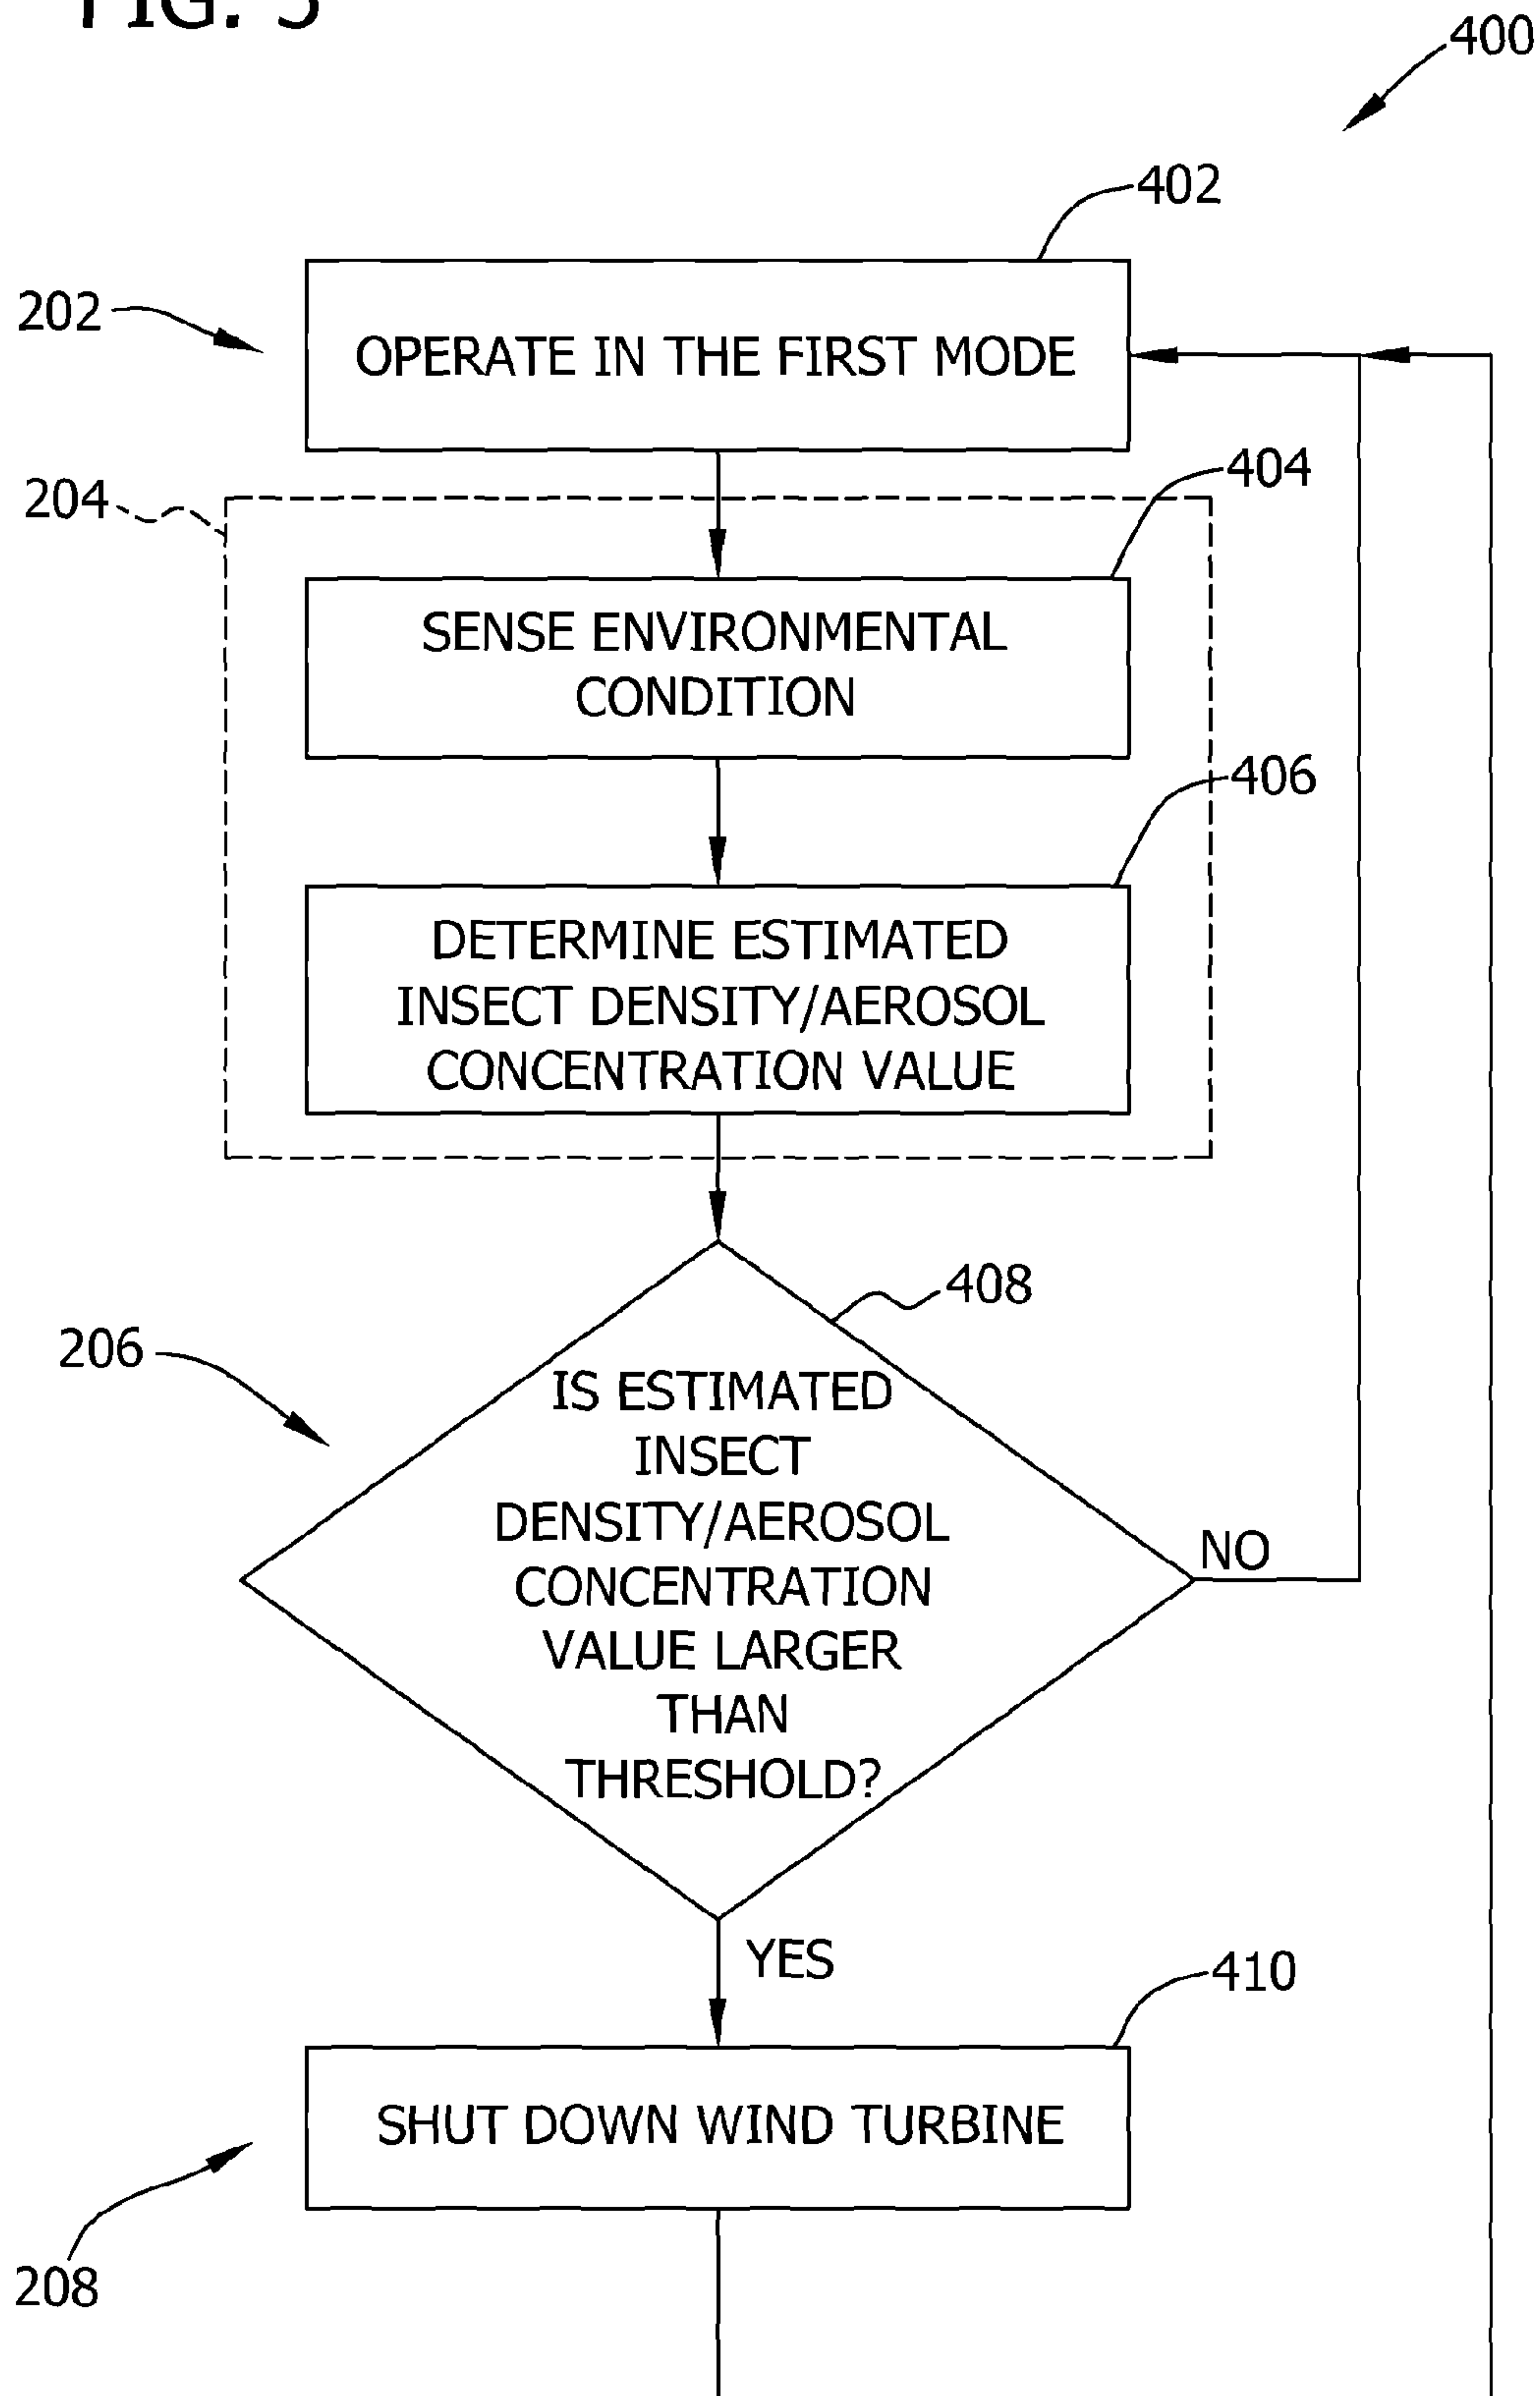 FIG. 5
400
402
202
OPERATE IN THE FIRST MODE
204
404
SENSE ENVIRONMENTAL
CONDITION
406
DETERMINE ESTIMATED
INSECT DENSITY/AEROSOL
CONCENTRATION VALUE
408
206
IS ESTIMATED
INSECT
DENSITY/AEROSOL
CONCENTRATION
VALUE LARGER
THAN
THRESHOLD?
NO
YES
410
SHUT DOWN WIND TURBINE
208